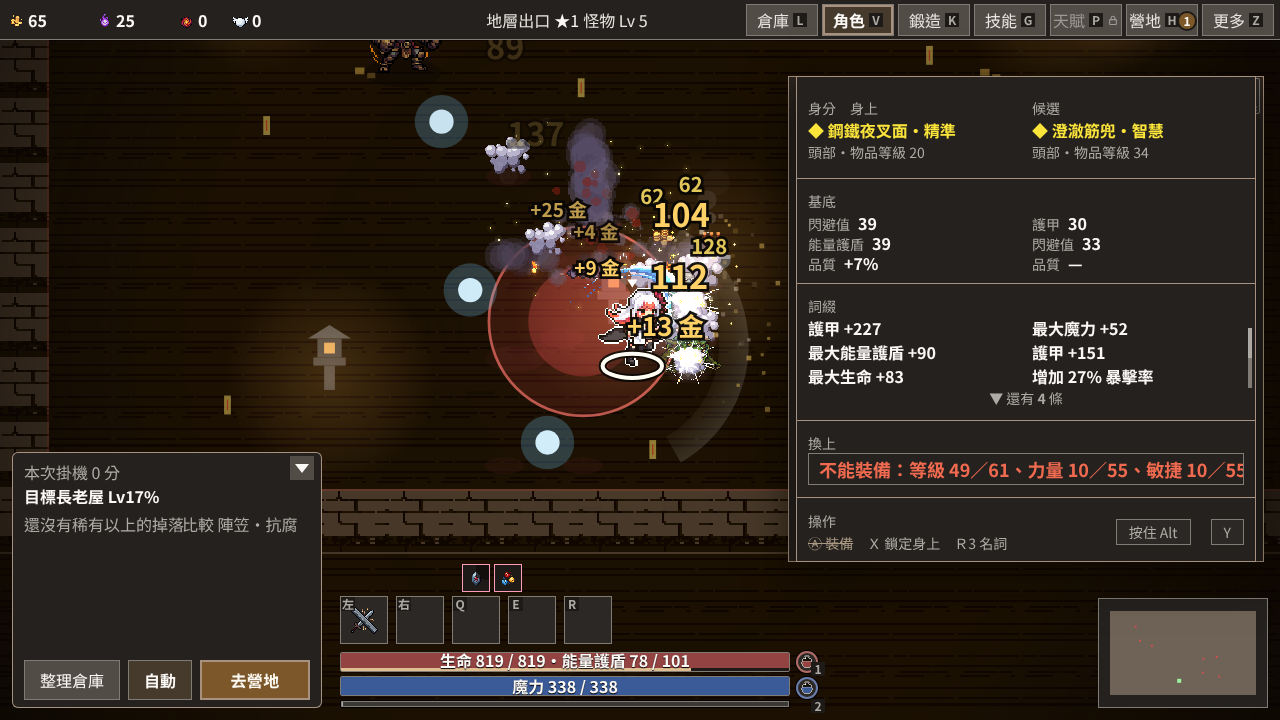 65 25 0 0 地層出口 ★1 怪物 Lv 5 倉庫 L 角色 V 鍛造 K 技能 G 天賦 P 營地 H 1 更多 Z
89
137
62
62
+25 金
104
+4 金
128
+9 金
112
+13 金
身分 身上 候選
◆ 鋼鐵夜叉面・精準 ◆ 澄澈筋兜・智慧
頭部・物品等級 20 頭部・物品等級 34
基底
閃避值 39 護甲 30
能量護盾 39 閃避值 33
品質 +7% 品質 —
詞綴
護甲 +227 最大魔力 +52
最大能量護盾 +90 護甲 +151
最大生命 +83 增加 27% 暴擊率
▼ 還有 4 條
換上
不能裝備：等級 49／61、力量 10／55、敏捷 10／55
操作
Ⓐ 裝備 X 鎖定身上 R3 名詞 按住 Alt Y
本次掛機 0 分 ▼
目標長老屋 Lv17%
還沒有稀有以上的掉落比較 陣笠・抗腐
整理倉庫 自動 去營地
左 右 Q E R
生命 819 / 819・能量護盾 78 / 101 1
魔力 338 / 338
2